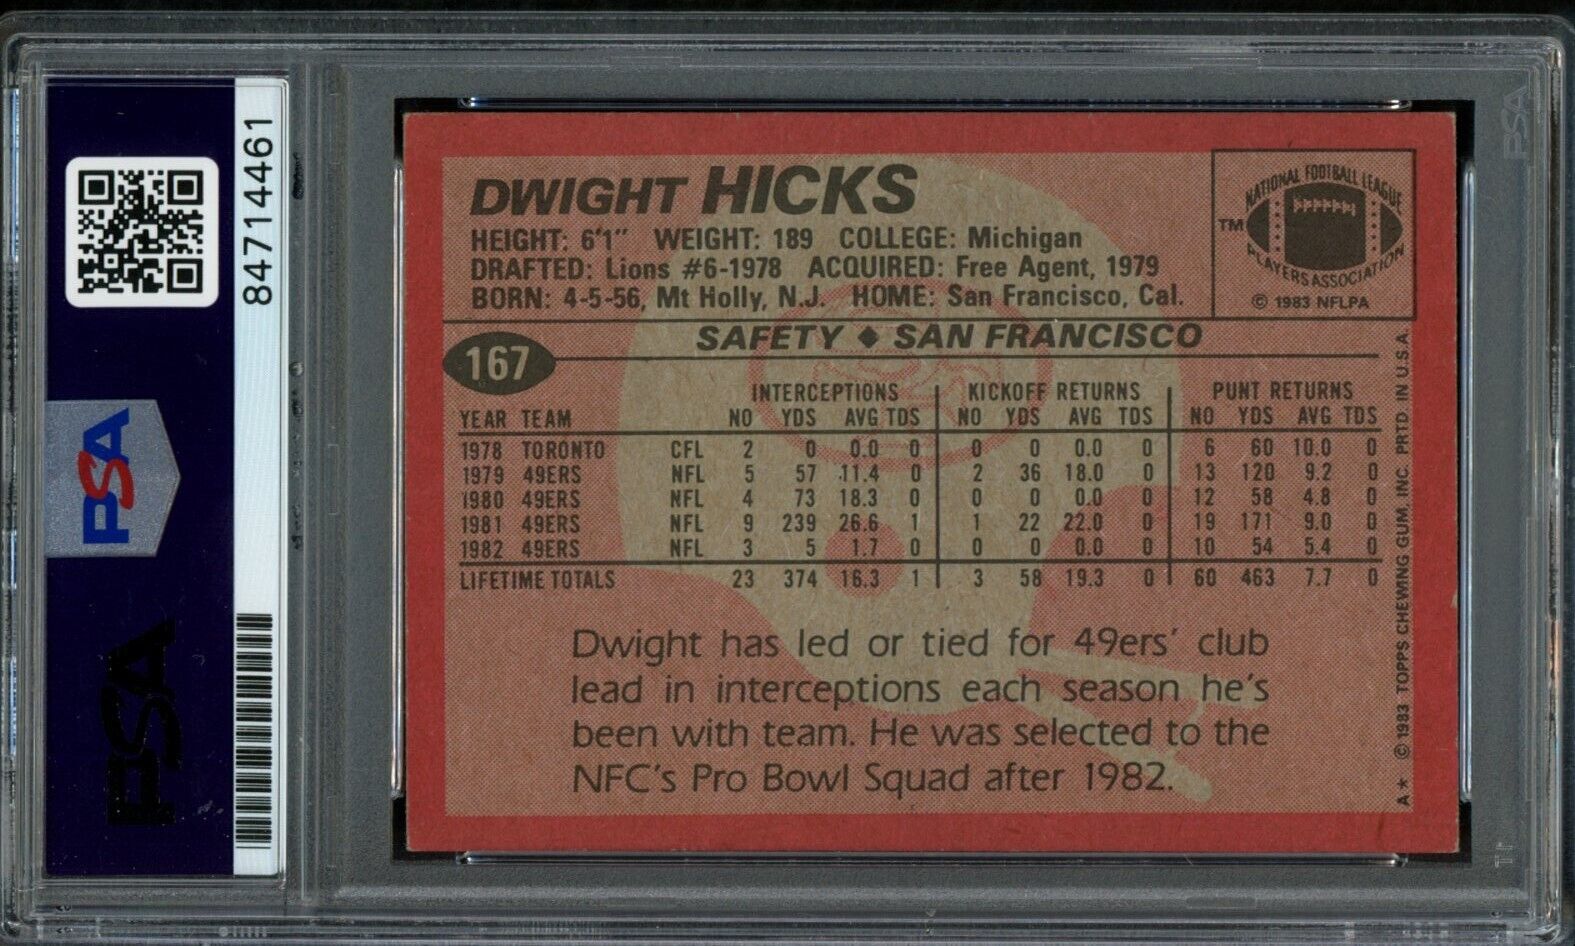 84714461
PSA
PSA
DWIGHT HICKS
HEIGHT: 6'1" WEIGHT: 189 COLLEGE: Michigan
DRAFTED: Lions #6-1978 ACQUIRED: Free Agent, 1979
BORN: 4-5-56, Mt Holly, N.J. HOME: San Francisco, Cal.
NATIONAL FOOTBALL LEAGUE
TM
PLAYERS ASSOCIATION
© 1983 NFLPA
SAFETY ♦ SAN FRANCISCO
167
INTERCEPTIONS KICKOFF RETURNS PUNT RETURNS
YEAR TEAM NO YDS AVG TDS NO YDS AVG TDS NO YDS AVG TDS
1978 TORONTO CFL 2 0 0.0 0 0 0 0.0 0 6 60 10.0 0
1979 49ERS NFL 5 57 11.4 0 2 36 18.0 0 13 120 9.2 0
1980 49ERS NFL 4 73 18.3 0 0 0 0.0 0 12 58 4.8 0
1981 49ERS NFL 9 239 26.6 1 1 22 22.0 0 19 171 9.0 0
1982 49ERS NFL 3 5 1.7 0 0 0 0.0 0 10 54 5.4 0
LIFETIME TOTALS 23 374 16.3 1 3 58 19.3 0 60 463 7.7 0
Dwight has led or tied for 49ers' club
lead in interceptions each season he's
been with team. He was selected to the
NFC's Pro Bowl Squad after 1982.
A* © 1983 TOPPS CHEWING GUM, INC. PRTD IN U.S.A.
PSA